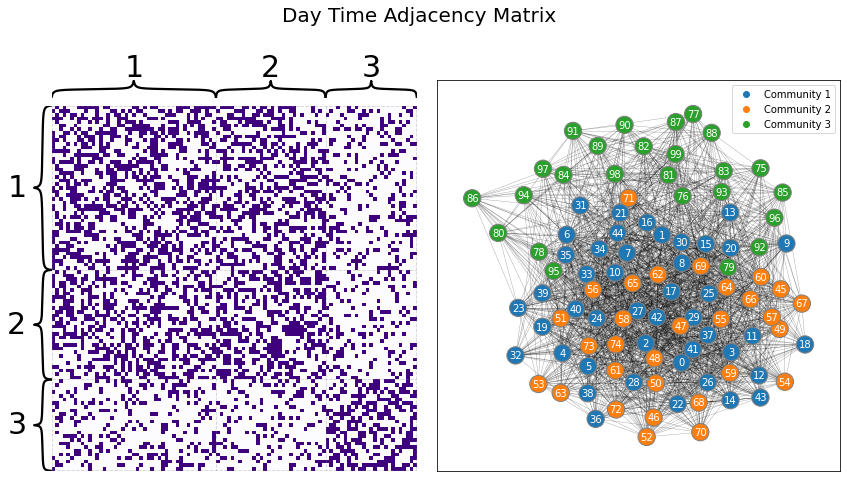 Day Time Adjacency Matrix
1 2 3
1
2
3
Community 1
Community 2
Community 3
77
90 87
91 88
89 82
99
97 98 83 75
84 81
86 94 71 76 93 85
31 21 13
16 96
80 6 44 1
30 15 20 9
78 35 34 7 92
8 69 79
95 33 10 62 60
56 65 64 45
39 17 25 66
23 40 67
51 24 58 27 42 29 55 57
19 47 49
37 11
73 74 2 41 18
32 4 48 3
5 61 0 59 12
53 28 50 26 54
63 38 43
72 22 68 14
36 46
52 70